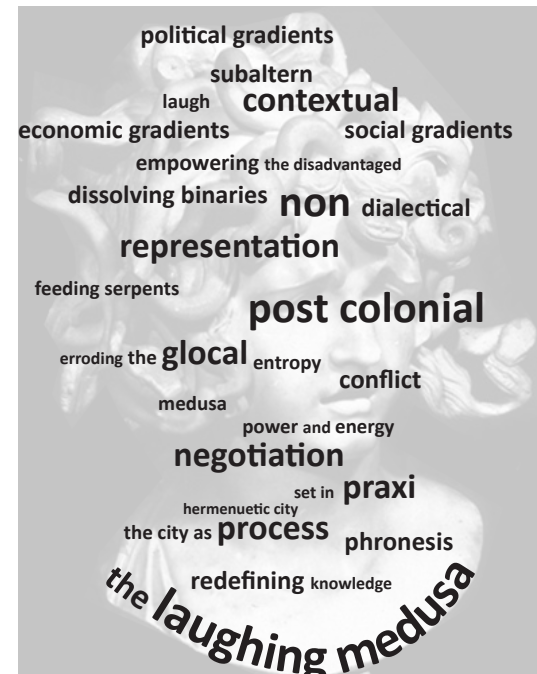 political gradients
subaltern
laugh contextual
economic gradients social gradients
empowering the disadvantaged
dissolving binaries non dialectical
representation
feeding serpents
post colonial
erroding the glocal entropy
conflict
medusa
power and energy
negotiation
set in praxi
hermenuetic city
the city as process phronesis
redefining knowledge
the laughing medusa